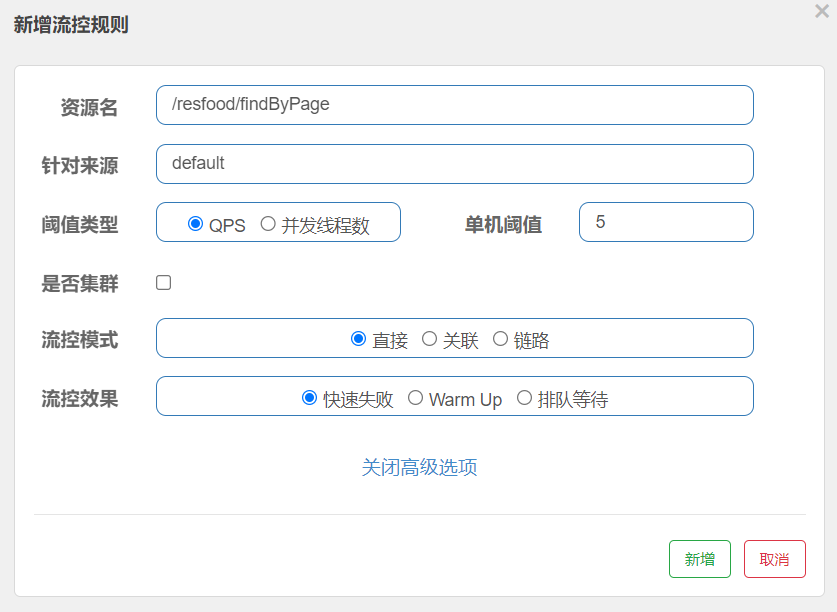 新增流控规则
×
资源名 /resfood/findByPage
针对来源 default
阈值类型 QPS 并发线程数 单机阈值 5
是否集群
流控模式 直接 关联 链路
流控效果 快速失败 Warm Up 排队等待
关闭高级选项
新增 取消